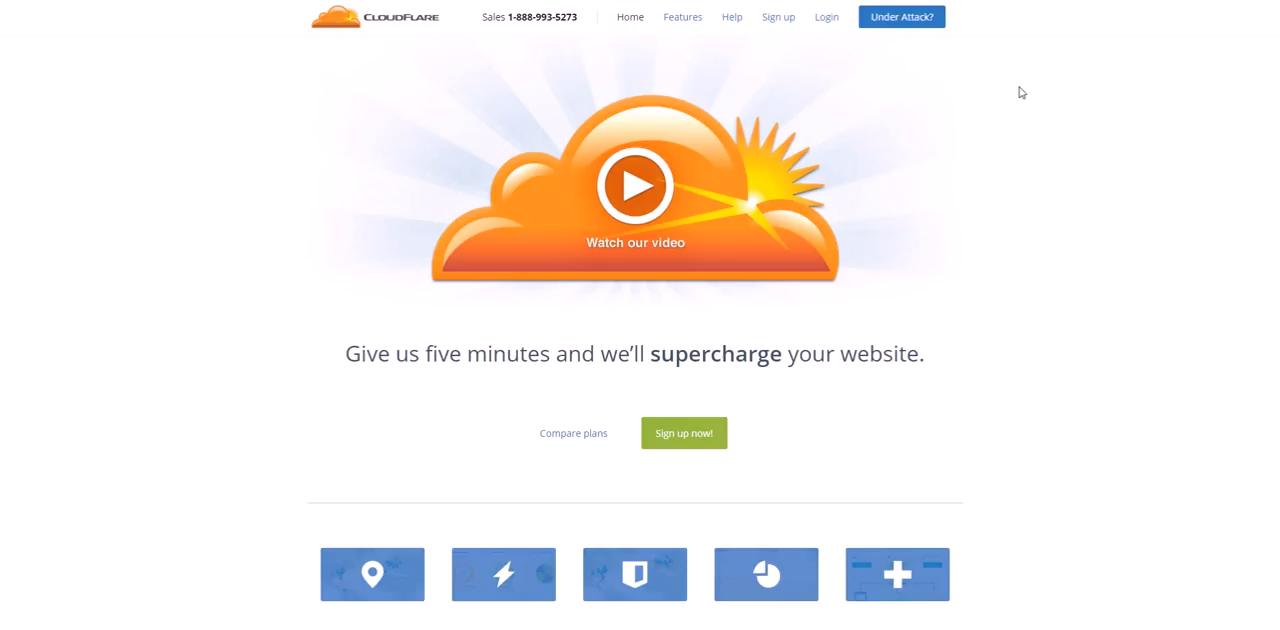 CLOUDFLARE Sales 1-888-993-5273 Home Features Help Sign up Login Under Attack?
Watch our video
Give us five minutes and we'll supercharge your website.
Compare plans Sign up now!